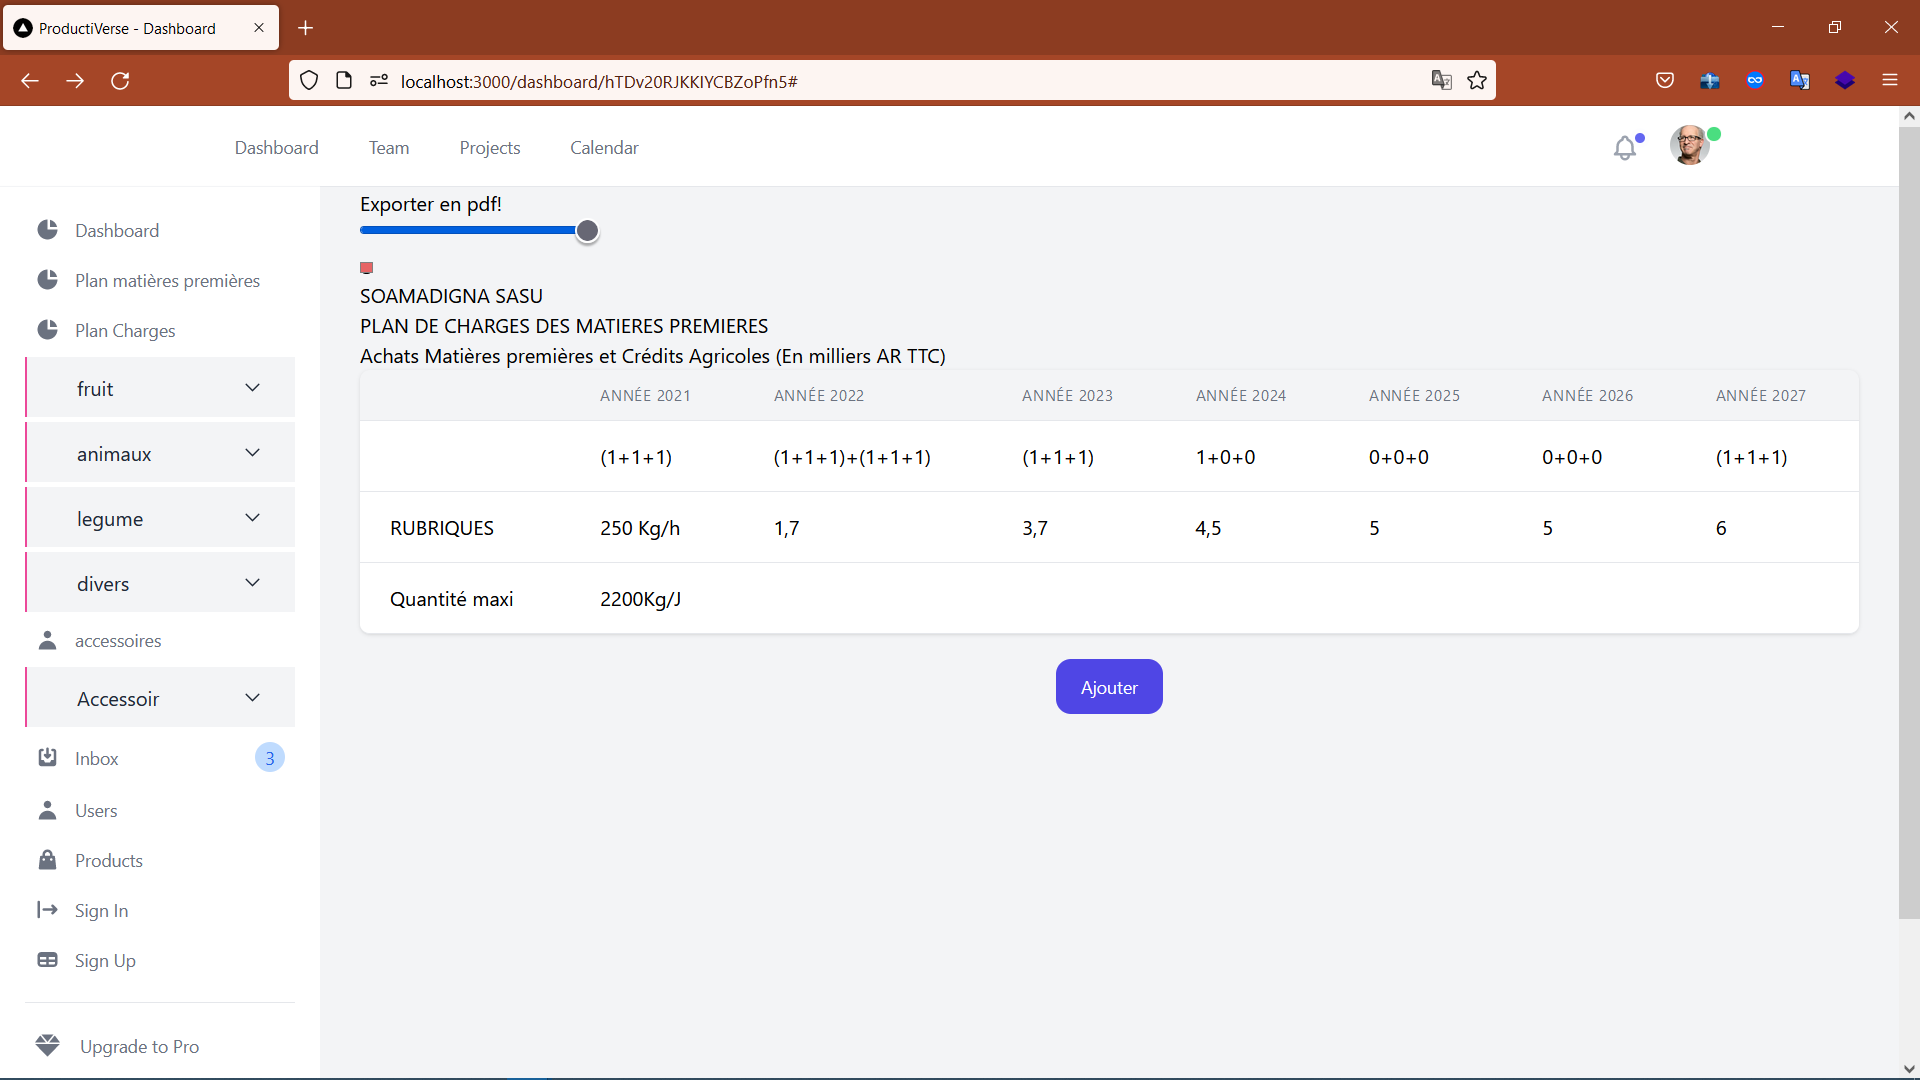 ProductiVerse - Dashboard
localhost:3000/dashboard/hTDv20RJKKIYCBZoPfn5#
Dashboard Team Projects Calendar
Dashboard
Plan matières premières
Plan Charges
fruit
animaux
legume
divers
accessoires
Accessoir
Inbox 3
Users
Products
Sign In
Sign Up
Upgrade to Pro
Exporter en pdf!
SOAMADIGNA SASU
PLAN DE CHARGES DES MATIERES PREMIERES
Achats Matières premières et Crédits Agricoles (En milliers AR TTC)
ANNÉE 2021 ANNÉE 2022 ANNÉE 2023 ANNÉE 2024 ANNÉE 2025 ANNÉE 2026 ANNÉE 2027
(1+1+1) (1+1+1)+(1+1+1) (1+1+1) 1+0+0 0+0+0 0+0+0 (1+1+1)
RUBRIQUES 250 Kg/h 1,7 3,7 4,5 5 5 6
Quantité maxi 2200Kg/J
Ajouter